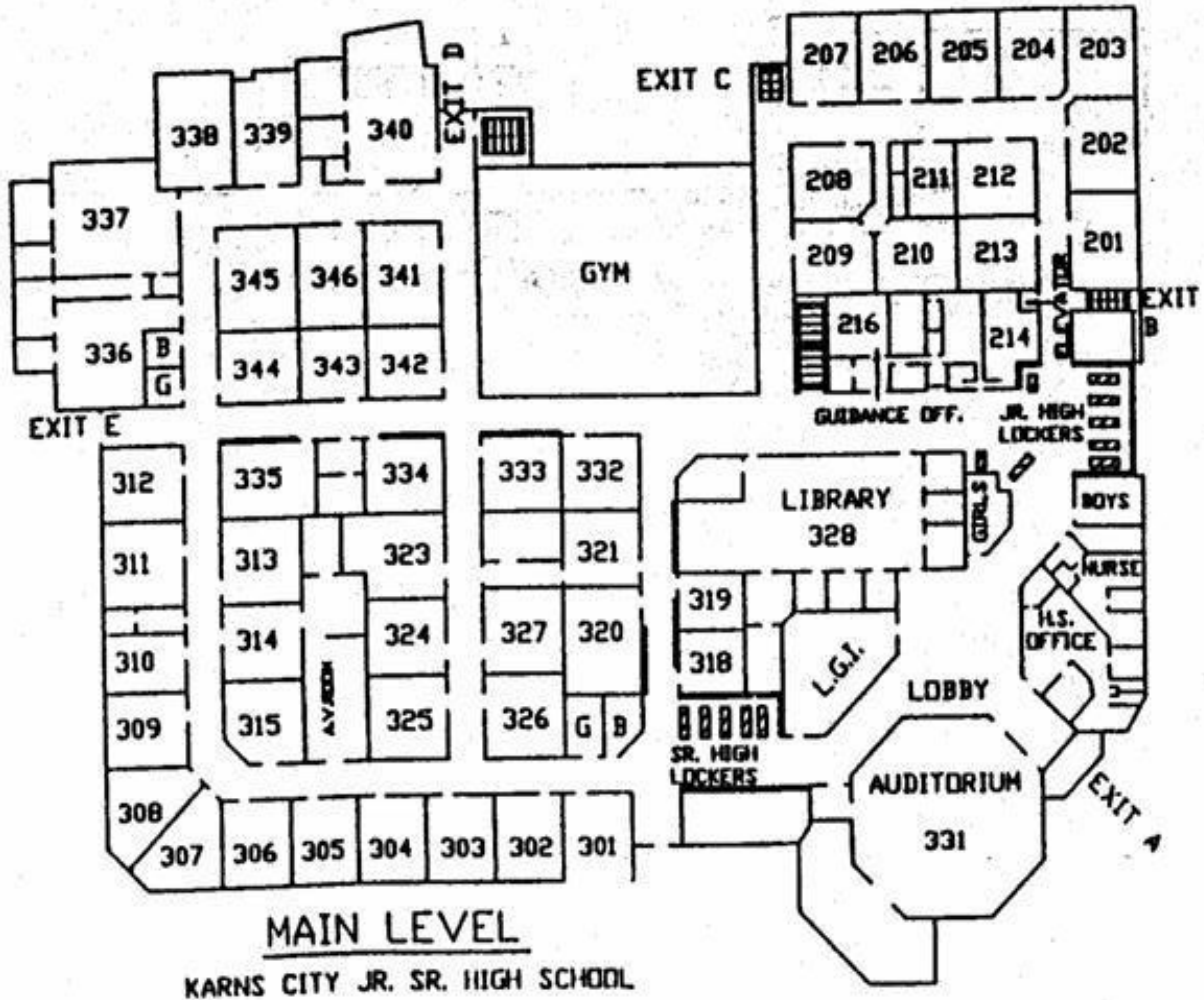 207 206 205 204 203
EXIT C
EXIT D
338 339 340
202
208 211 212
337
201
209 210 213
345 346 341
GYM
ELEVATOR
EXIT
B
216 214
336
B
G
344 343 342
GUIDANCE OFF.
JR. HIGH
LOCKERS
EXIT E
312 335 334 333 332
LIBRARY
328
GIRLS
BOYS
311 313 323 321
NURSE
319
H.S.
OFFICE
310 314 324 327 320
318
L.G.I.
LOBBY
309 315 325 326 G B
SR. HIGH
LOCKERS
AUDITORIUM
331
EXIT A
308
307 306 305 304 303 302 301
MAIN LEVEL
KARNS CITY JR. SR. HIGH SCHOOL